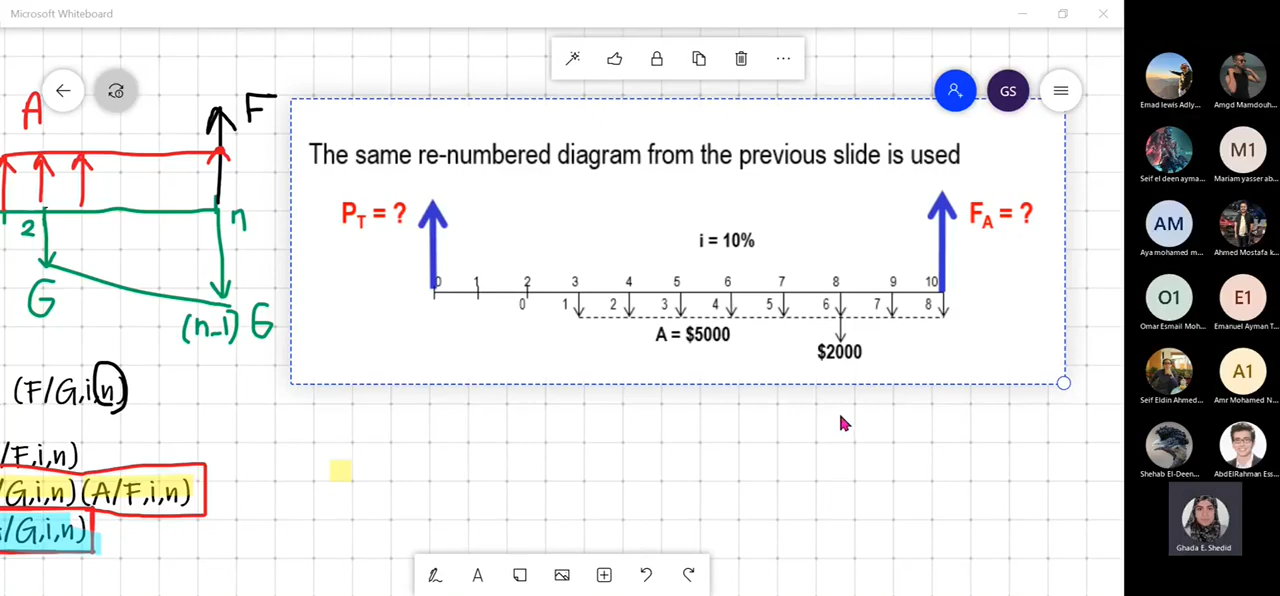 Microsoft Whiteboard
GS
A
F
2
n
G
(n-1) G
(F/G,i,n)
/F,i,n)
/G,i,n)(A/F,i,n)
/G,i,n)
The same re-numbered diagram from the previous slide is used
PT = ?
FA = ?
i = 10%
0 1 2 3 4 5 6 7 8 9 10
0 1 2 3 4 5 6 7 8
A = $5000
$2000
A
Emad lewis Adly...
Amgd Mamdouh...
M1
Seif el deen ayma...
Mariam yasser ab...
AM
Aya mohamed m...
Ahmed Mostafa k...
O1
E1
Omar Esmail Moh...
Emanuel Ayman T...
A1
Seif Eldin Ahmed...
Amr Mohamed N...
Shehab El-Deen...
AbdElRahman Ess...
Ghada E. Shedid